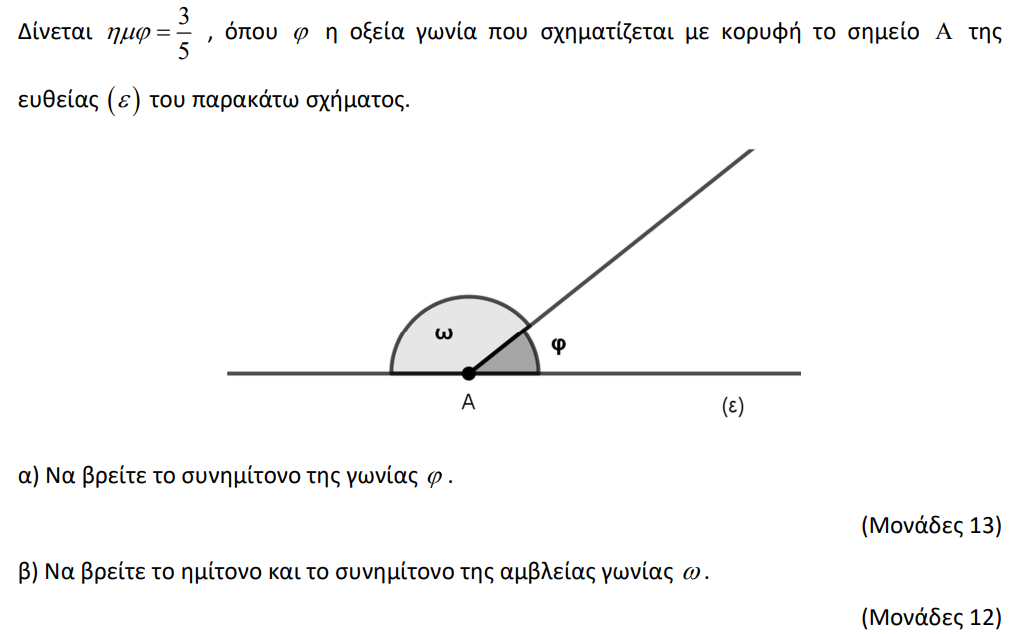 Δίνεται ημφ = 3/5 , όπου φ η οξεία γωνία που σχηματίζεται με κορυφή το σημείο Α της
ευθείας (ε) του παρακάτω σχήματος.
ω
φ
Α
(ε)
α) Να βρείτε το συνημίτονο της γωνίας φ .
(Μονάδες 13)
β) Να βρείτε το ημίτονο και το συνημίτονο της αμβλείας γωνίας ω .
(Μονάδες 12)